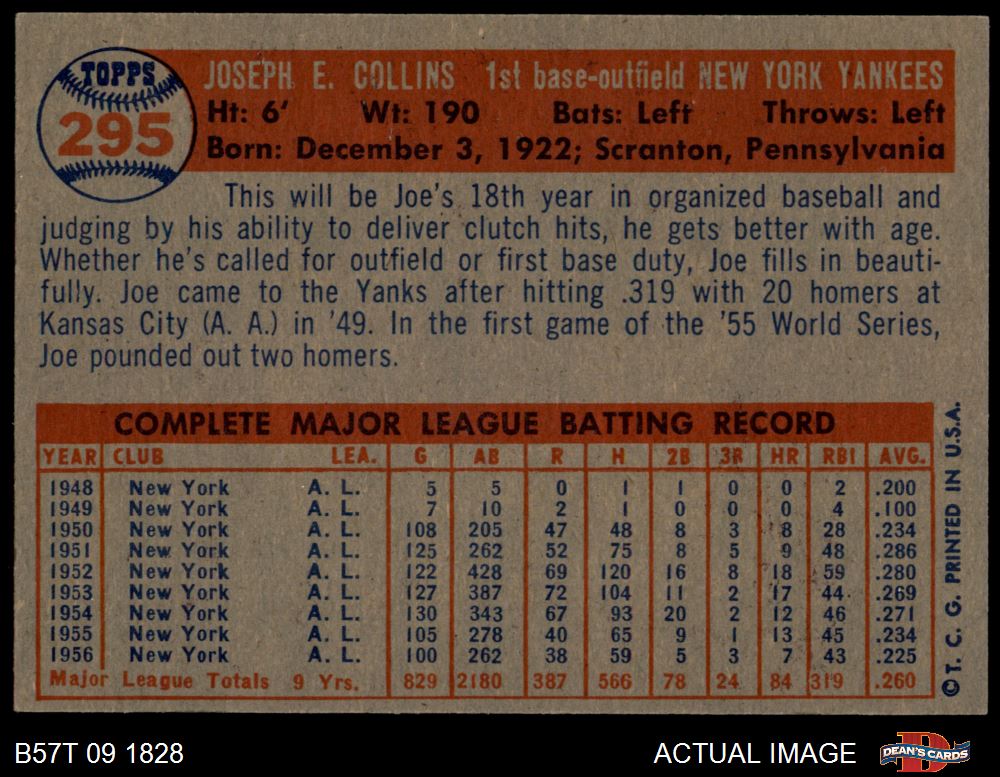 TOPPS
295
JOSEPH E. COLLINS 1st base-outfield NEW YORK YANKEES
Ht: 6' Wt: 190 Bats: Left Throws: Left
Born: December 3, 1922; Scranton, Pennsylvania
This will be Joe's 18th year in organized baseball and
judging by his ability to deliver clutch hits, he gets better with age.
Whether he's called for outfield or first base duty, Joe fills in beauti-
fully. Joe came to the Yanks after hitting .319 with 20 homers at
Kansas City (A. A.) in '49. In the first game of the '55 World Series,
Joe pounded out two homers.
COMPLETE MAJOR LEAGUE BATTING RECORD
YEAR CLUB LEA. G AB R H 2B 3B HR RBI AVG.
1948 New York A. L. 5 5 0 1 1 0 0 2 .200
1949 New York A. L. 7 10 2 1 0 0 0 4 .100
1950 New York A. L. 108 205 47 48 8 3 8 28 .234
1951 New York A. L. 125 262 52 75 8 5 9 48 .286
1952 New York A. L. 122 428 69 120 16 8 18 59 .280
1953 New York A. L. 127 387 72 104 11 2 17 44 .269
1954 New York A. L. 130 343 67 93 20 2 12 46 .271
1955 New York A. L. 105 278 40 65 9 1 13 45 .234
1956 New York A. L. 100 262 38 59 5 3 7 43 .225
Major League Totals 9 Yrs. 829 2180 387 566 78 24 84 319 .260
© T. C. G. PRINTED IN U.S.A.
B57T 09 1828
ACTUAL IMAGE
DEAN'S CARDS